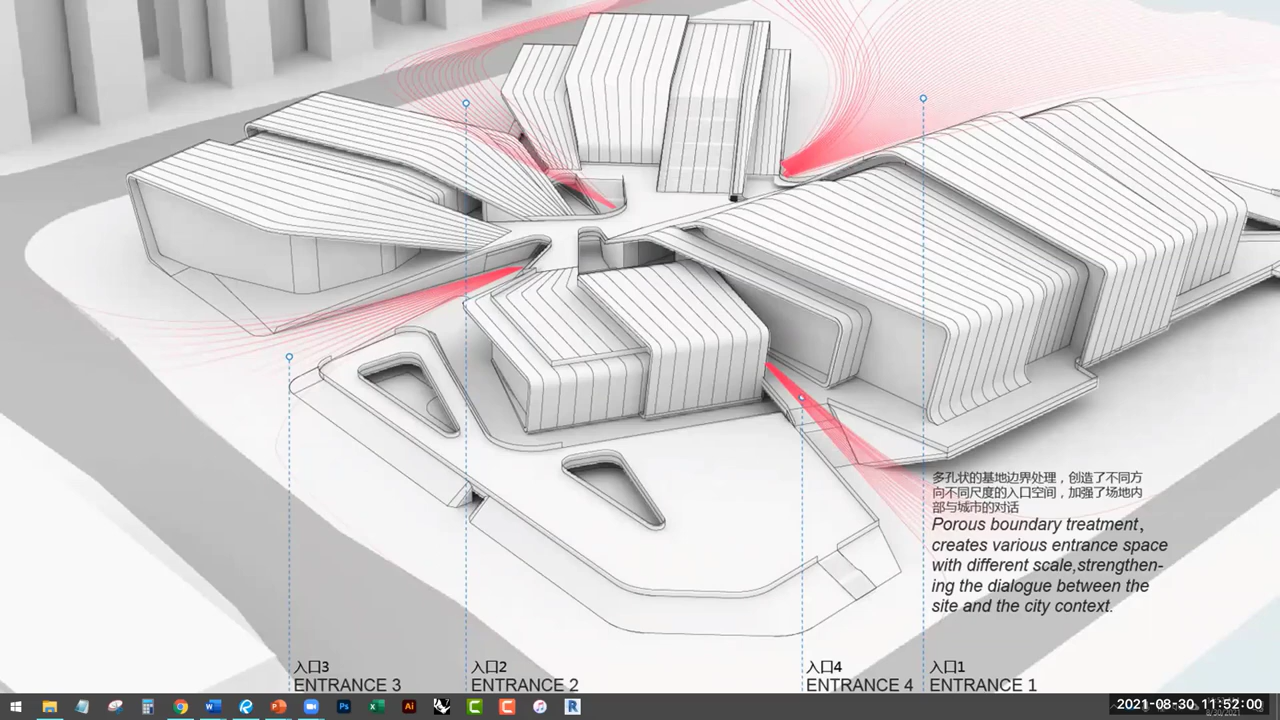 多孔状的基地边界处理，创造了不同方
向不同尺度的入口空间，加强了场地内
部与城市的对话
Porous boundary treatment,
creates various entrance space
with different scale,strengthen-
ing the dialogue between the
site and the city context.
入口3
ENTRANCE 3
入口2
ENTRANCE 2
入口4
ENTRANCE 4
入口1
ENTRANCE 1
2021-08-30 11:52:00